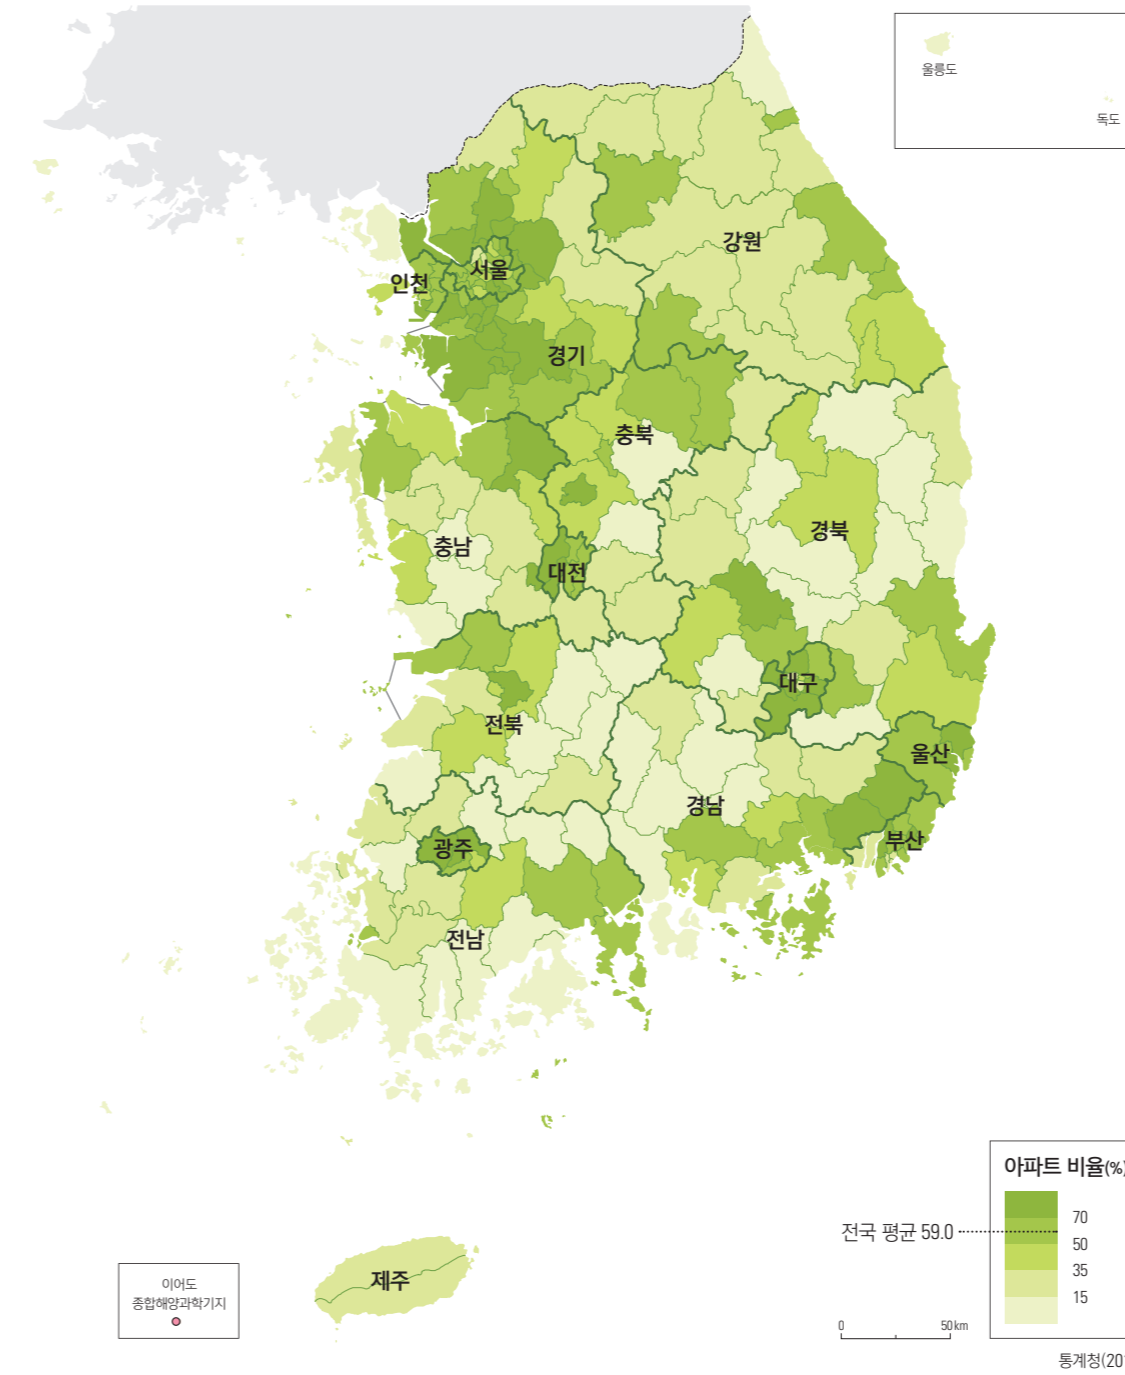 울릉도
독도
강원
서울
인천
경기
충북
경북
충남
대전
대구
전북
울산
경남
부산
광주
전남
아파트 비율(%)
70
전국 평균 59.0
50
35
15
제주
이어도
종합해양과학기지
0 50km
통계청(201